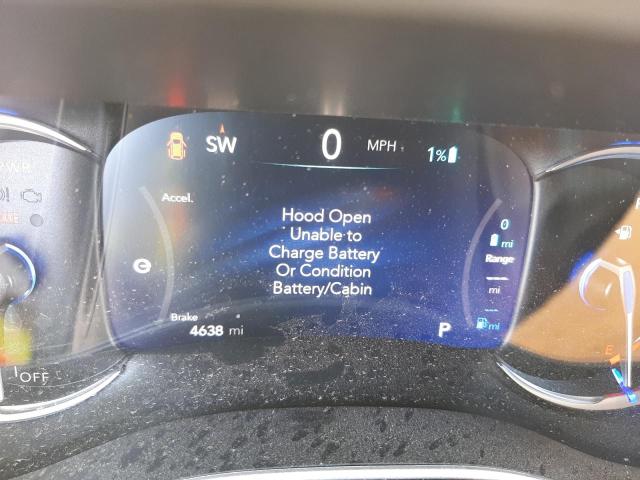 SW 0 MPH 1%
PWR
Accel.
Hood Open
Unable to
Charge Battery
Or Condition
Battery/Cabin
0
mi
Range
mi
mi
Brake
4638 mi
P
E
OFF